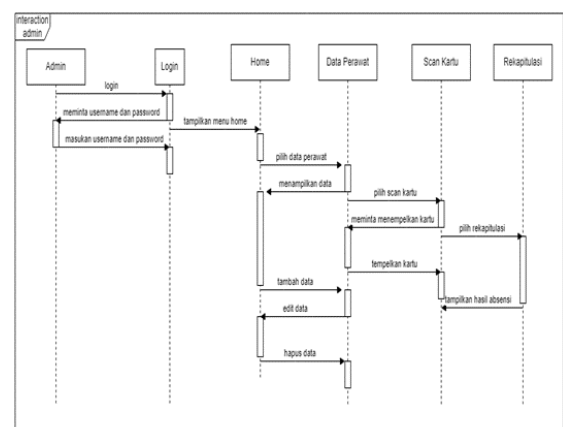 interaction
admin
Admin
Login
Home
Data Perawat
Scan Kartu
Rekapitulasi
login
meminta username dan password
tampilkan menu home
masukan username dan password
pilih data perawat
menampilkan data
pilih scan kartu
meminta menempelkan kartu
pilih rekapitulasi
tempelkan kartu
tambah data
tampilkan hasil absensi
edit data
hapus data